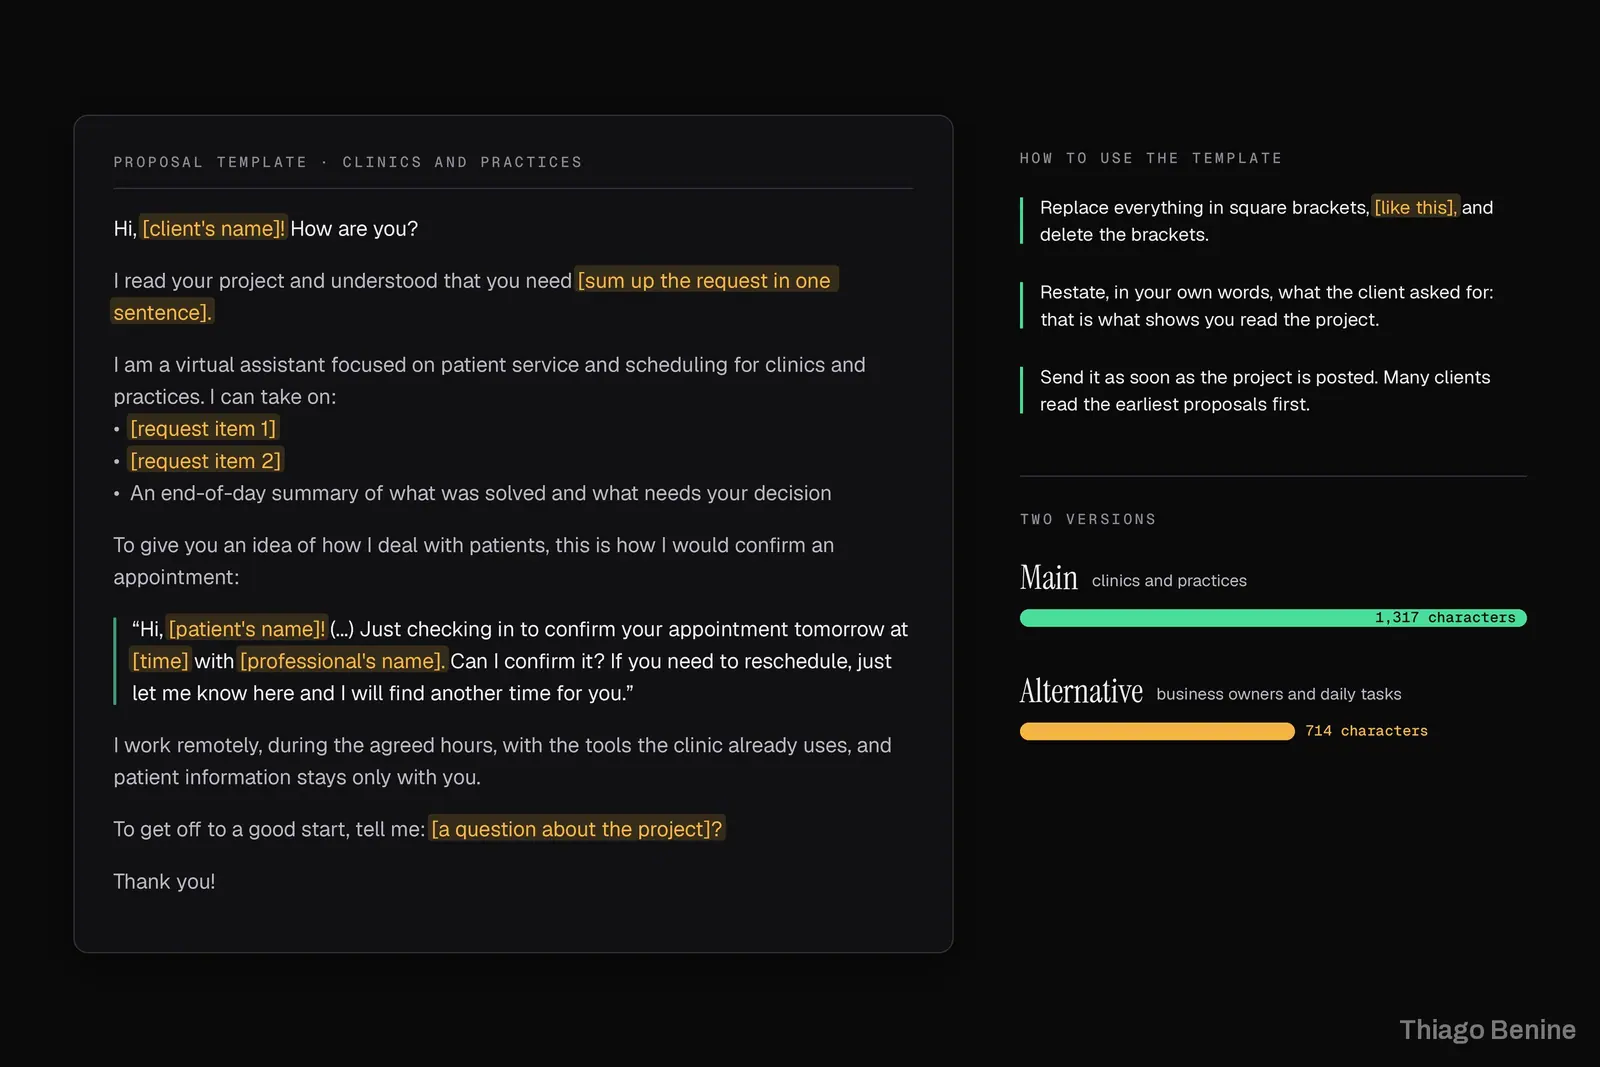 PROPOSAL TEMPLATE · CLINICS AND PRACTICES
Hi, [client's name]! How are you?
I read your project and understood that you need [sum up the request in one
sentence].
I am a virtual assistant focused on patient service and scheduling for clinics and
practices. I can take on:
• [request item 1]
• [request item 2]
• An end-of-day summary of what was solved and what needs your decision
To give you an idea of how I deal with patients, this is how I would confirm an
appointment:
“Hi, [patient's name]! (...) Just checking in to confirm your appointment tomorrow at
[time] with [professional's name]. Can I confirm it? If you need to reschedule, just
let me know here and I will find another time for you.”
I work remotely, during the agreed hours, with the tools the clinic already uses, and
patient information stays only with you.
To get off to a good start, tell me: [a question about the project]?
Thank you!
HOW TO USE THE TEMPLATE
Replace everything in square brackets, [like this], and
delete the brackets.
Restate, in your own words, what the client asked for:
that is what shows you read the project.
Send it as soon as the project is posted. Many clients
read the earliest proposals first.
TWO VERSIONS
Main clinics and practices
1,317 characters
Alternative business owners and daily tasks
714 characters
Thiago Benine